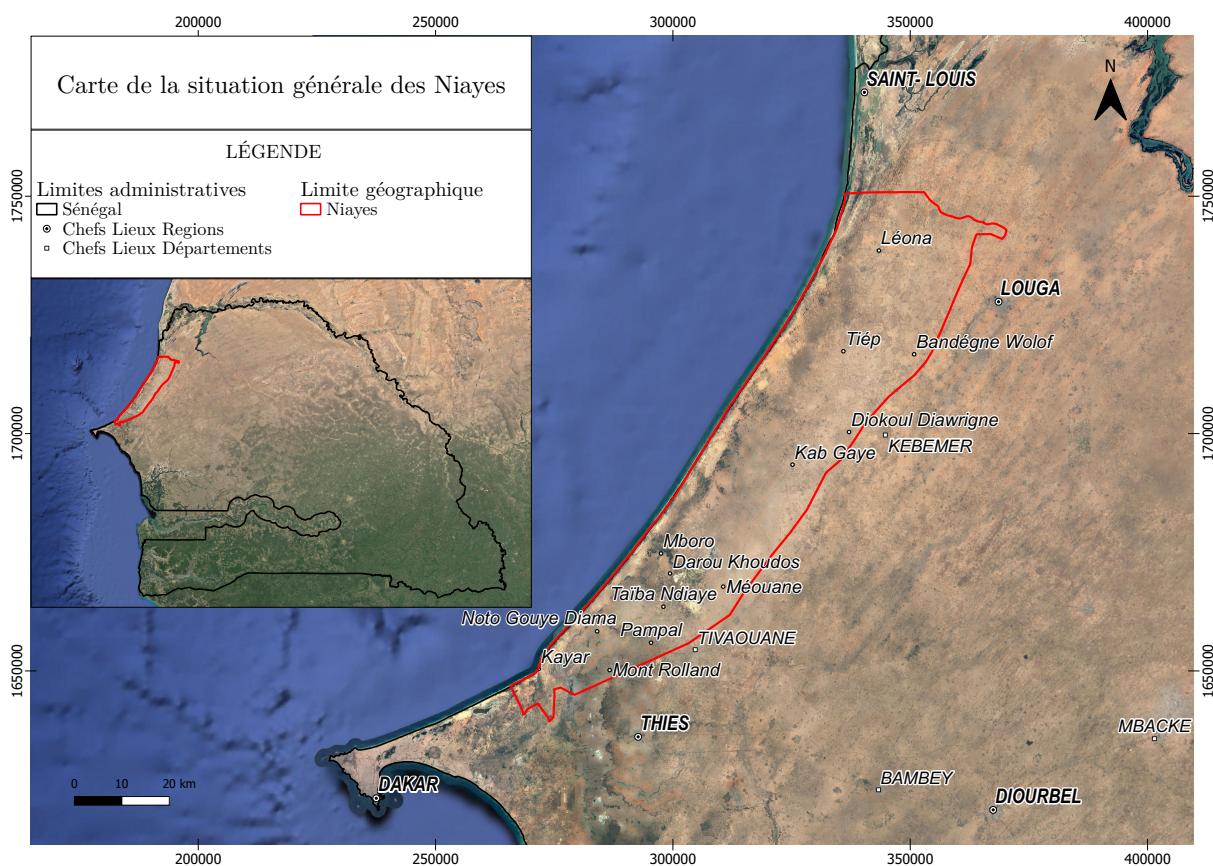 200000 250000 300000 350000 400000
Carte de la situation générale des Niayes
LÉGENDE
Limites administratives
Sénégal
Chefs Lieux Regions
Chefs Lieux Départements
Limite géographique
Niayes
N
SAINT- LOUIS
1750000 1750000
Léona
LOUGA
Tiép
Bandégne Wolof
Diokoul Diawrigne
1700000 1700000
KEBEMER
Kab Gaye
Mboro
Darou Khoudos
Méouane
Taïba Ndiaye
Noto Gouye Diama
Pampal
TIVAOUANE
Kayar
Mont Rolland
1650000 1650000
THIES
MBACKE
BAMBEY
DAKAR
DIOURBEL
0 10 20 km
200000 250000 300000 350000 400000